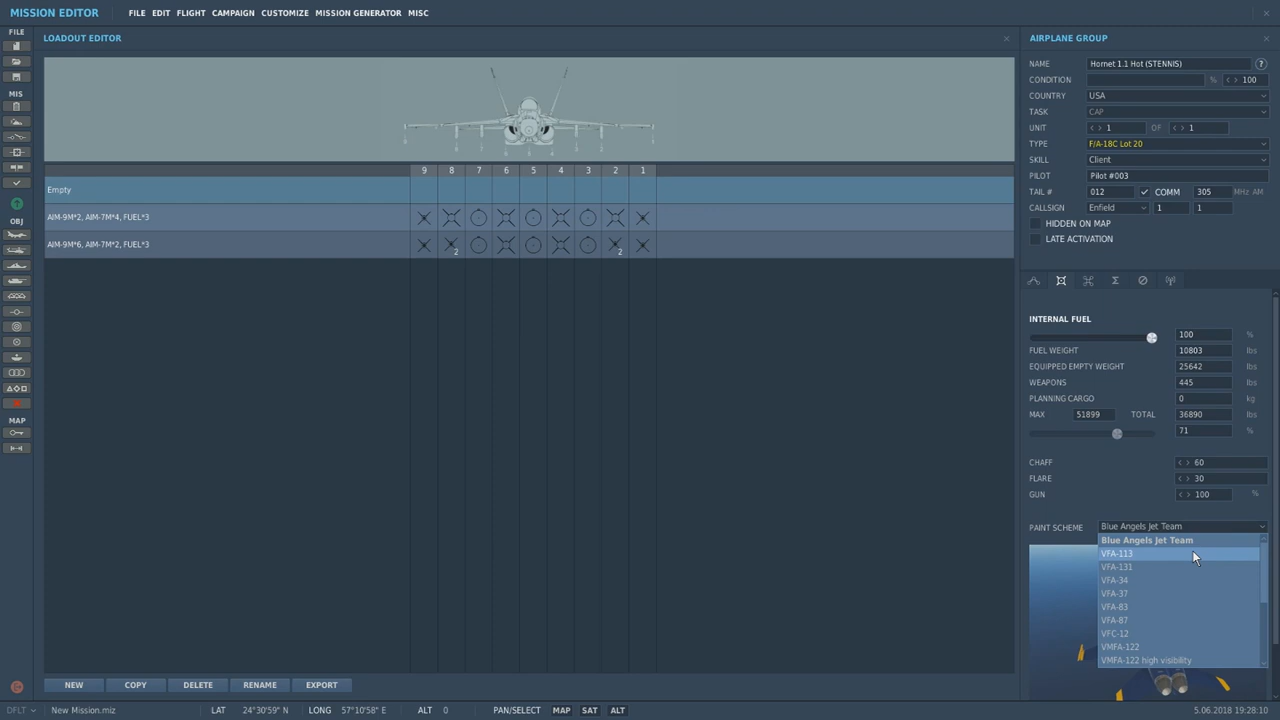 MISSION EDITOR FILE EDIT FLIGHT CAMPAIGN CUSTOMIZE MISSION GENERATOR MISC
FILE
MIS
OBJ
MAP
LOADOUT EDITOR
9 8 7 6 5 4 3 2 1
Empty
AIM-9M*2, AIM-7M*4, FUEL*3
AIM-9M*6, AIM-7M*2, FUEL*3
2 2
NEW COPY DELETE RENAME EXPORT
AIRPLANE GROUP
NAME Hornet 1.1 Hot (STENNIS) ?
CONDITION % < > 100
COUNTRY USA
TASK CAP
UNIT < > 1 OF < > 1
TYPE F/A-18C Lot 20
SKILL Client
PILOT Pilot #003
TAIL # 012 COMM 305 MHz AM
CALLSIGN Enfield 1 1
HIDDEN ON MAP
LATE ACTIVATION
INTERNAL FUEL
100 %
FUEL WEIGHT 10803 lbs
EQUIPPED EMPTY WEIGHT 25642 lbs
WEAPONS 445 lbs
PLANNING CARGO 0 kg
MAX 51899 TOTAL 36890 lbs
71 %
CHAFF < > 60
FLARE < > 30
GUN < > 100 %
PAINT SCHEME Blue Angels Jet Team
Blue Angels Jet Team
VFA-113
VFA-131
VFA-34
VFA-37
VFA-83
VFA-87
VFC-12
VMFA-122
VMFA-122 high visibility
DFLT New Mission.miz LAT 24°30'59" N LONG 57°10'58" E ALT 0 PAN/SELECT MAP SAT ALT 5.06.2018 19:28:10